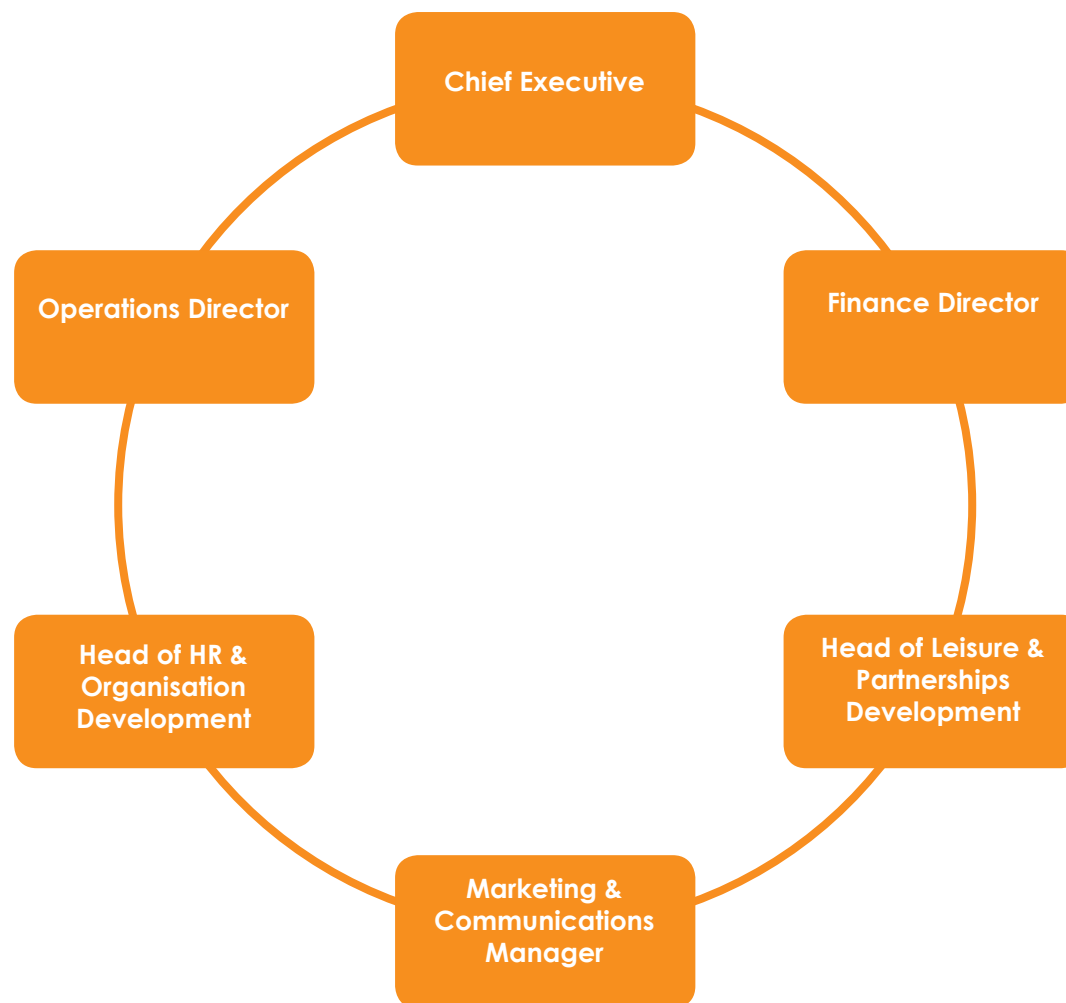 Chief Executive
Operations Director
Finance Director
Head of HR &
Organisation
Development
Head of Leisure &
Partnerships
Development
Marketing &
Communications
Manager